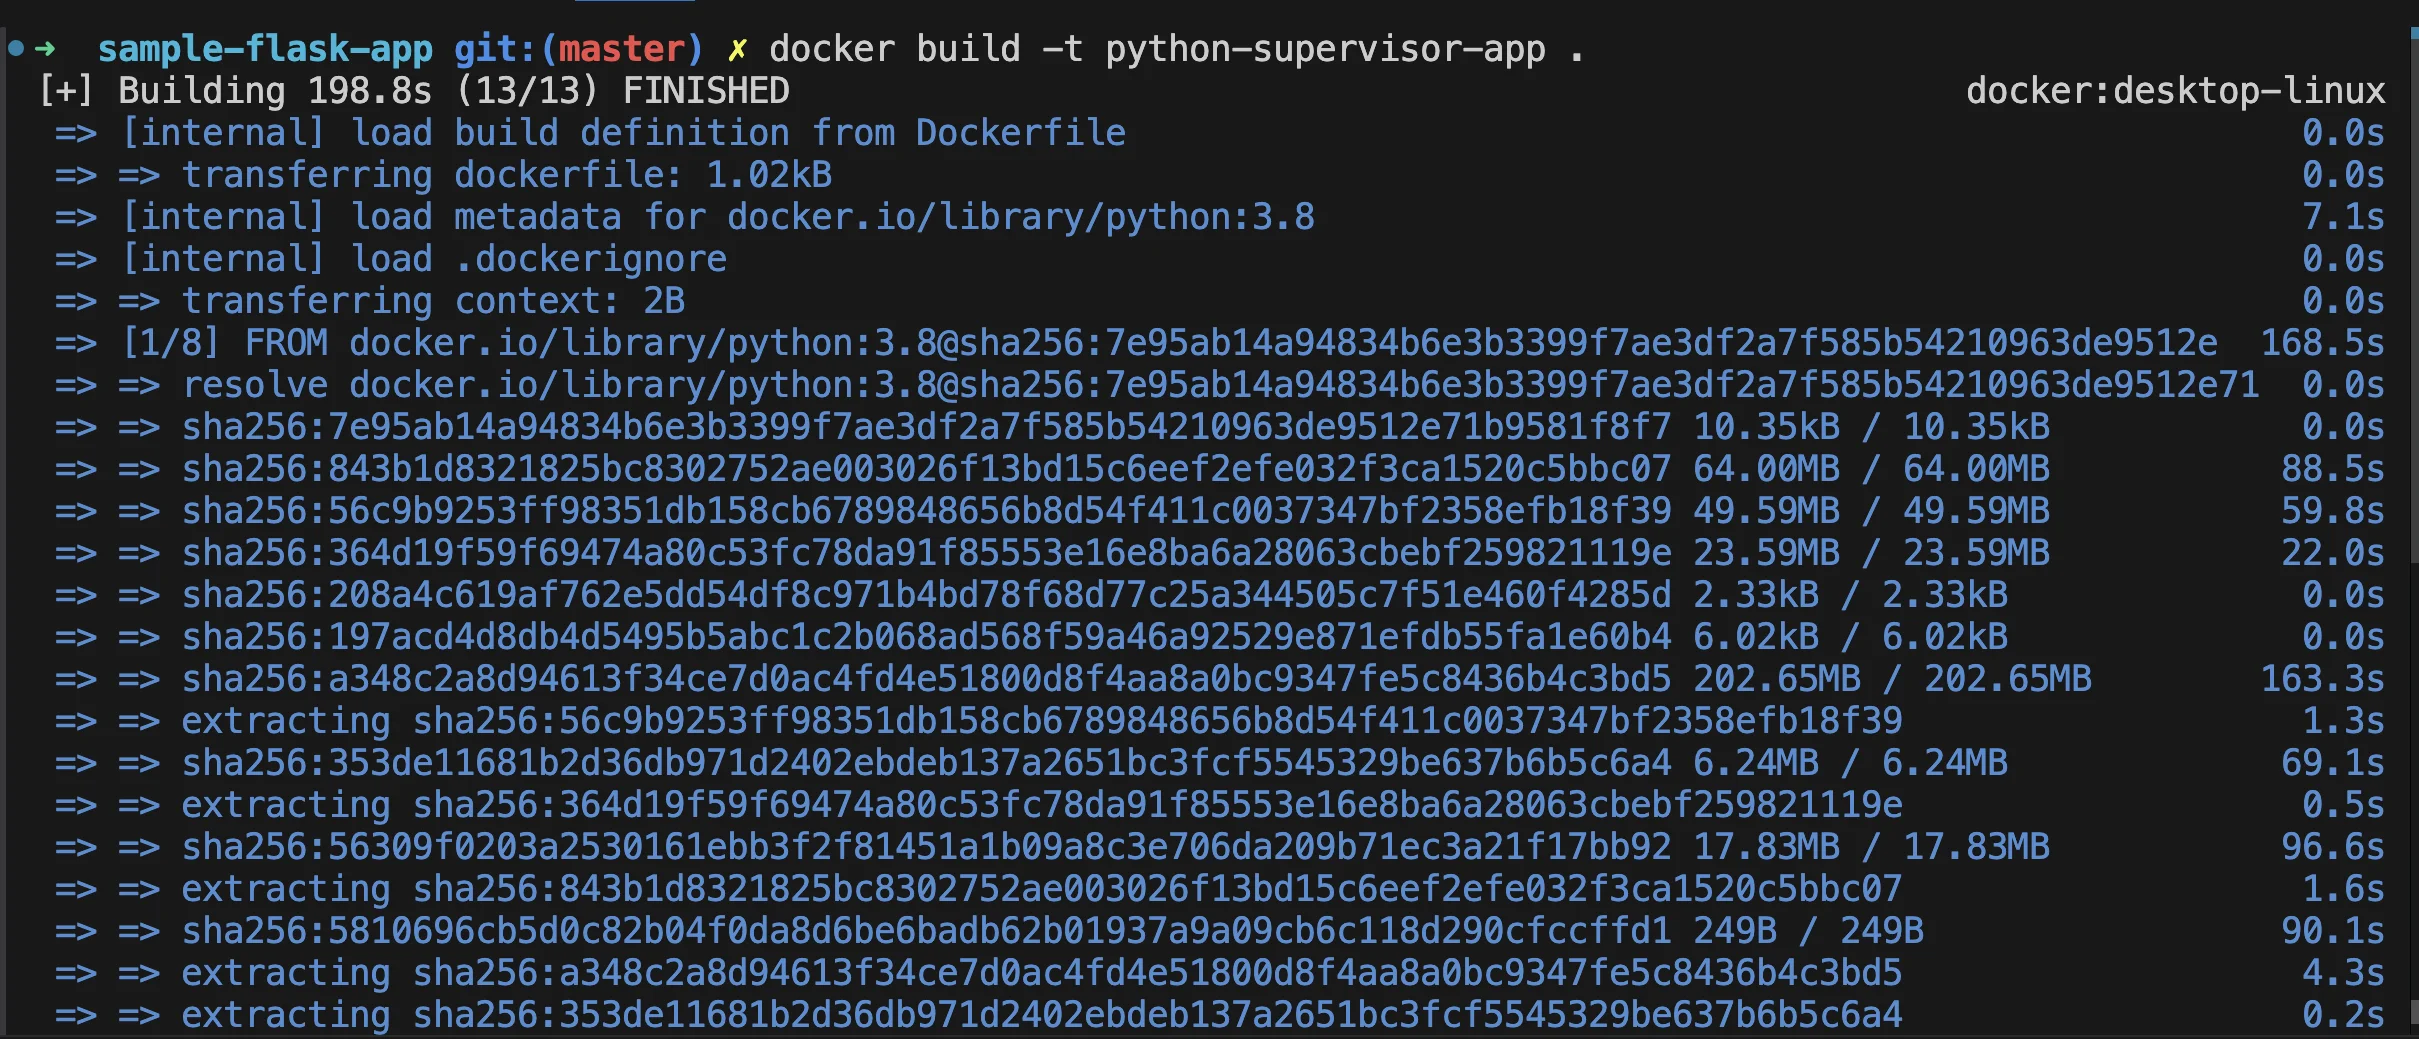 ➜ sample-flask-app git:(master) ✗ docker build -t python-supervisor-app .
[+] Building 198.8s (13/13) FINISHED docker:desktop-linux
=> [internal] load build definition from Dockerfile 0.0s
=> => transferring dockerfile: 1.02kB 0.0s
=> [internal] load metadata for docker.io/library/python:3.8 7.1s
=> [internal] load .dockerignore 0.0s
=> => transferring context: 2B 0.0s
=> [1/8] FROM docker.io/library/python:3.8@sha256:7e95ab14a94834b6e3b3399f7ae3df2a7f585b54210963de9512e 168.5s
=> => resolve docker.io/library/python:3.8@sha256:7e95ab14a94834b6e3b3399f7ae3df2a7f585b54210963de9512e71 0.0s
=> => sha256:7e95ab14a94834b6e3b3399f7ae3df2a7f585b54210963de9512e71b9581f8f7 10.35kB / 10.35kB 0.0s
=> => sha256:843b1d8321825bc8302752ae003026f13bd15c6eef2efe032f3ca1520c5bbc07 64.00MB / 64.00MB 88.5s
=> => sha256:56c9b9253ff98351db158cb6789848656b8d54f411c0037347bf2358efb18f39 49.59MB / 49.59MB 59.8s
=> => sha256:364d19f59f69474a80c53fc78da91f85553e16e8ba6a28063cbebf259821119e 23.59MB / 23.59MB 22.0s
=> => sha256:208a4c619af762e5dd54df8c971b4bd78f68d77c25a344505c7f51e460f4285d 2.33kB / 2.33kB 0.0s
=> => sha256:197acd4d8db4d5495b5abc1c2b068ad568f59a46a92529e871efdb55fa1e60b4 6.02kB / 6.02kB 0.0s
=> => sha256:a348c2a8d94613f34ce7d0ac4fd4e51800d8f4aa8a0bc9347fe5c8436b4c3bd5 202.65MB / 202.65MB 163.3s
=> => extracting sha256:56c9b9253ff98351db158cb6789848656b8d54f411c0037347bf2358efb18f39 1.3s
=> => sha256:353de11681b2d36db971d2402ebdeb137a2651bc3fcf5545329be637b6b5c6a4 6.24MB / 6.24MB 69.1s
=> => extracting sha256:364d19f59f69474a80c53fc78da91f85553e16e8ba6a28063cbebf259821119e 0.5s
=> => sha256:56309f0203a2530161ebb3f2f81451a1b09a8c3e706da209b71ec3a21f17bb92 17.83MB / 17.83MB 96.6s
=> => extracting sha256:843b1d8321825bc8302752ae003026f13bd15c6eef2efe032f3ca1520c5bbc07 1.6s
=> => sha256:5810696cb5d0c82b04f0da8d6be6badb62b01937a9a09cb6c118d290cfccffd1 249B / 249B 90.1s
=> => extracting sha256:a348c2a8d94613f34ce7d0ac4fd4e51800d8f4aa8a0bc9347fe5c8436b4c3bd5 4.3s
=> => extracting sha256:353de11681b2d36db971d2402ebdeb137a2651bc3fcf5545329be637b6b5c6a4 0.2s